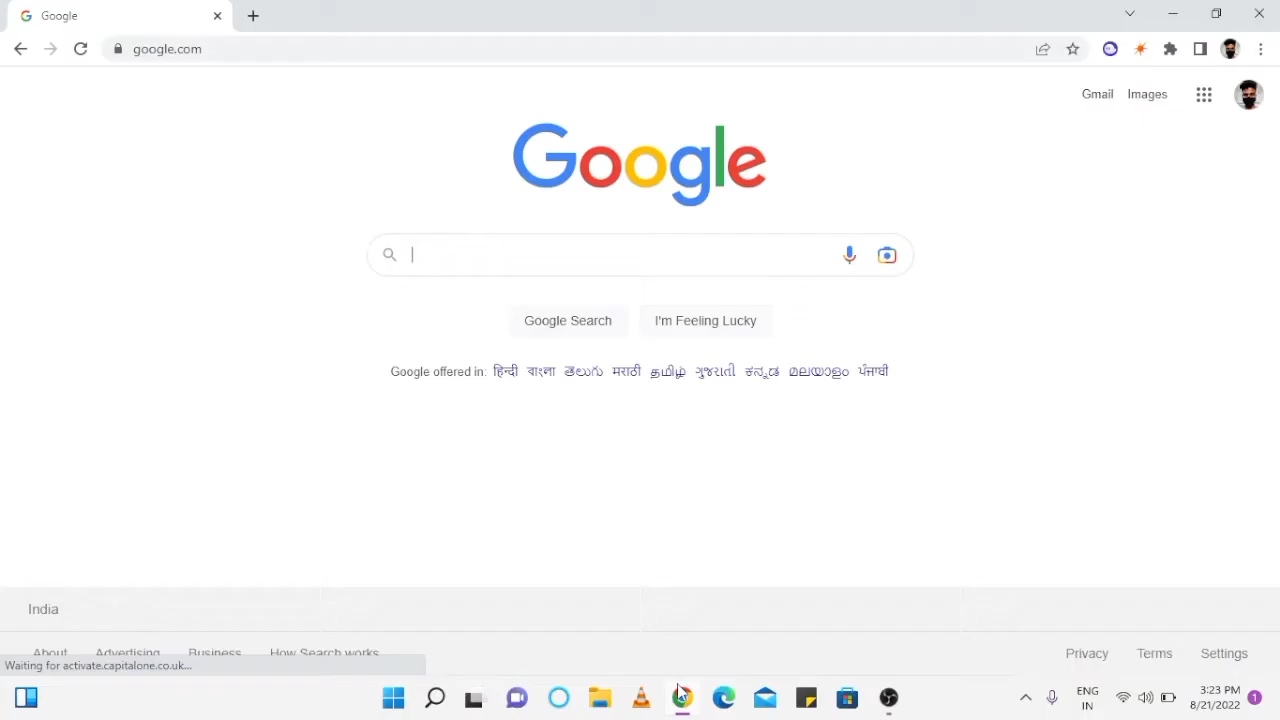 Google
google.com
Gmail Images
Google
Google Search I'm Feeling Lucky
Google offered in: हिन्दी বাংলা తెలుగు मराठी தமிழ் ગુજરાતી ಕನ್ನಡ മലയാളം ਪੰਜਾਬੀ
India
About Advertising Business How Search works Privacy Terms Settings
Waiting for activate.capitalone.co.uk...
ENG 3:23 PM
IN 8/21/2022 1